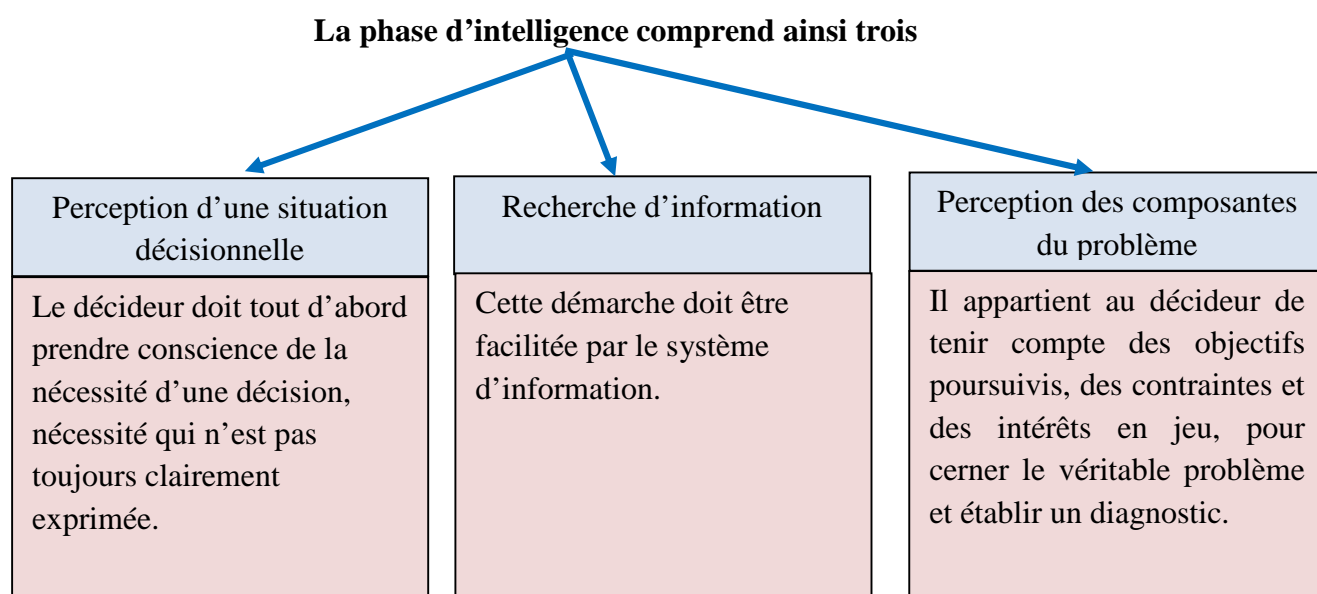 La phase d’intelligence comprend ainsi trois
Perception d’une situation
décisionnelle
Le décideur doit tout d’abord
prendre conscience de la
nécessité d’une décision,
nécessité qui n’est pas
toujours clairement
exprimée.
Recherche d’information
Cette démarche doit être
facilitée par le système
d’information.
Perception des composantes
du problème
Il appartient au décideur de
tenir compte des objectifs
poursuivis, des contraintes et
des intérêts en jeu, pour
cerner le véritable problème
et établir un diagnostic.